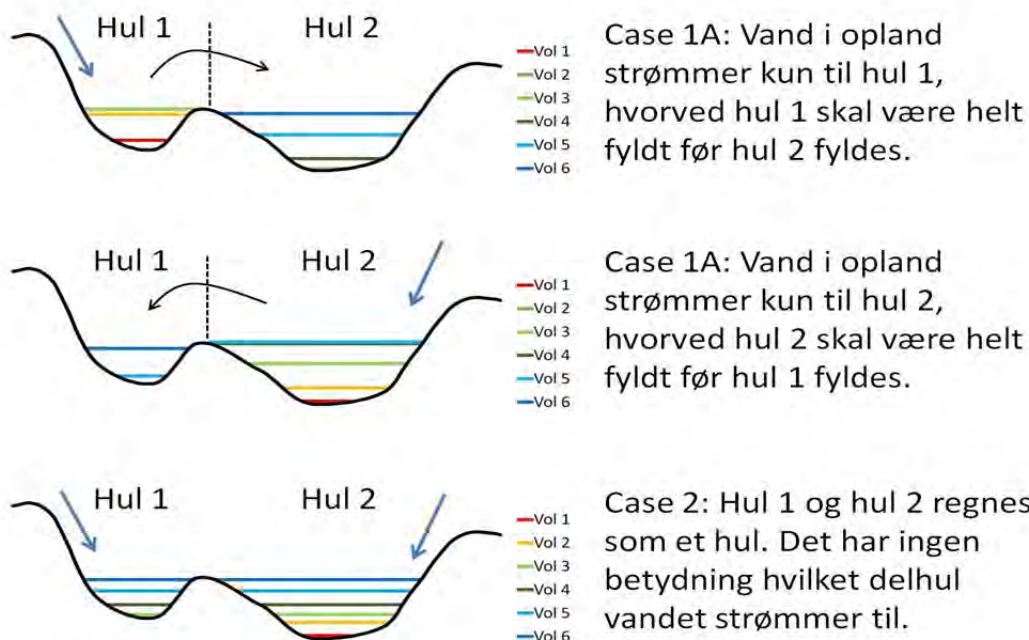 Hul 1
Hul 2
Vol 1
Vol 2
Vol 3
Vol 4
Vol 5
Vol 6
Case 1A: Vand i opland
strømmer kun til hul 1,
hvorved hul 1 skal være helt
fyldt før hul 2 fyldes.
Hul 1
Hul 2
Vol 1
Vol 2
Vol 3
Vol 4
Vol 5
Vol 6
Case 1A: Vand i opland
strømmer kun til hul 2,
hvorved hul 2 skal være helt
fyldt før hul 1 fyldes.
Hul 1
Hul 2
Vol 1
Vol 2
Vol 3
Vol 4
Vol 5
Vol 6
Case 2: Hul 1 og hul 2 regnes
som et hul. Det har ingen
betydning hvilket delhul
vandet strømmer til.